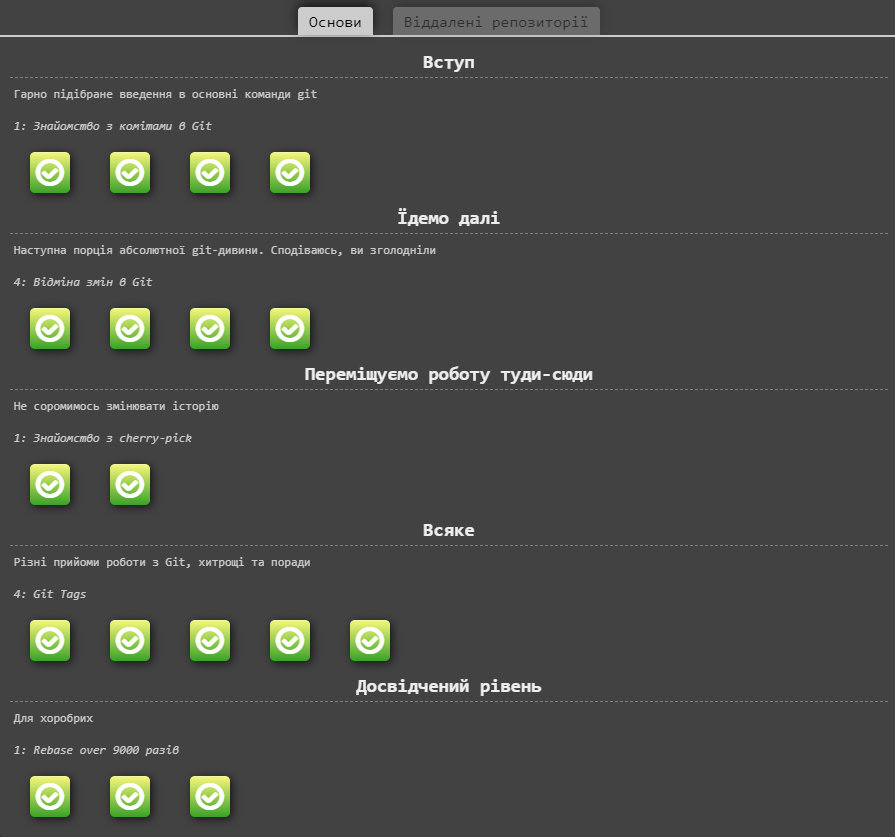 Основи Віддалені репозиторії
Вступ
Гарно підібране введення в основні команди git
1: Знайомство з комітами в Git
Їдемо далі
Наступна порція абсолютної git-дивини. Сподіваюсь, ви зголодніли
4: Відміна змін в Git
Переміщуємо роботу туди-сюди
Не соромимось змінювати історію
1: Знайомство з cherry-pick
Всяке
Різні прийоми роботи з Git, хитрощі та поради
4: Git Tags
Досвідчений рівень
Для хоробрих
1: Rebase over 9000 разів